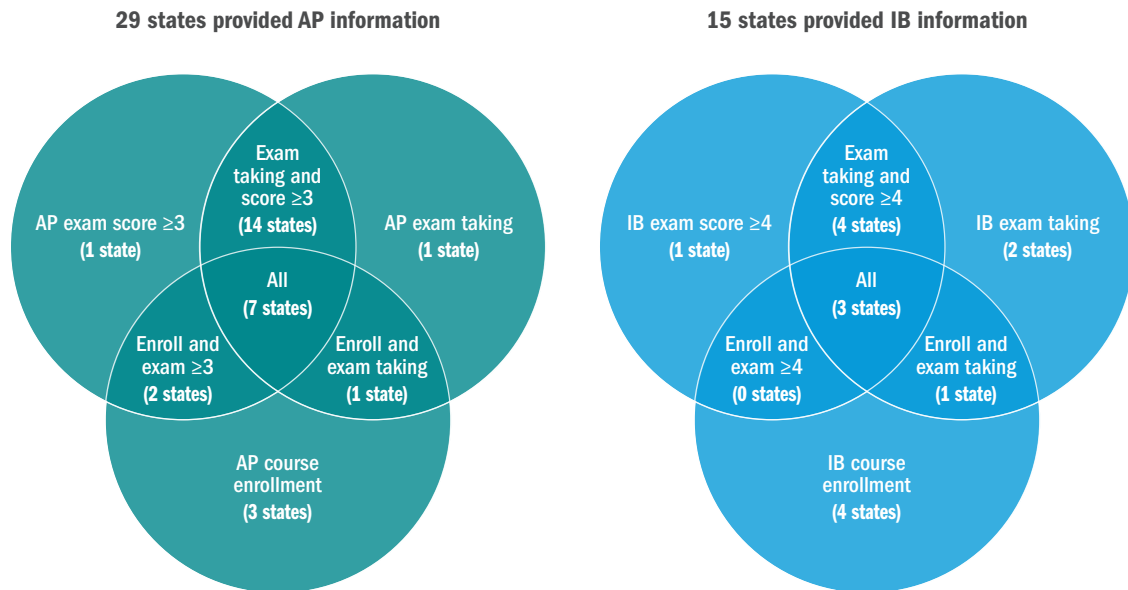 29 states provided AP information
Exam
taking and
score ≥3
(14 states)
AP exam score ≥3
(1 state)
AP exam taking
(1 state)
All
(7 states)
Enroll and
exam ≥3
(2 states)
Enroll and
exam taking
(1 state)
AP course
enrollment
(3 states)
15 states provided IB information
Exam
taking and
score ≥4
(4 states)
IB exam score ≥4
(1 state)
IB exam taking
(2 states)
All
(3 states)
Enroll and
exam ≥4
(0 states)
Enroll and
exam taking
(1 state)
IB course
enrollment
(4 states)